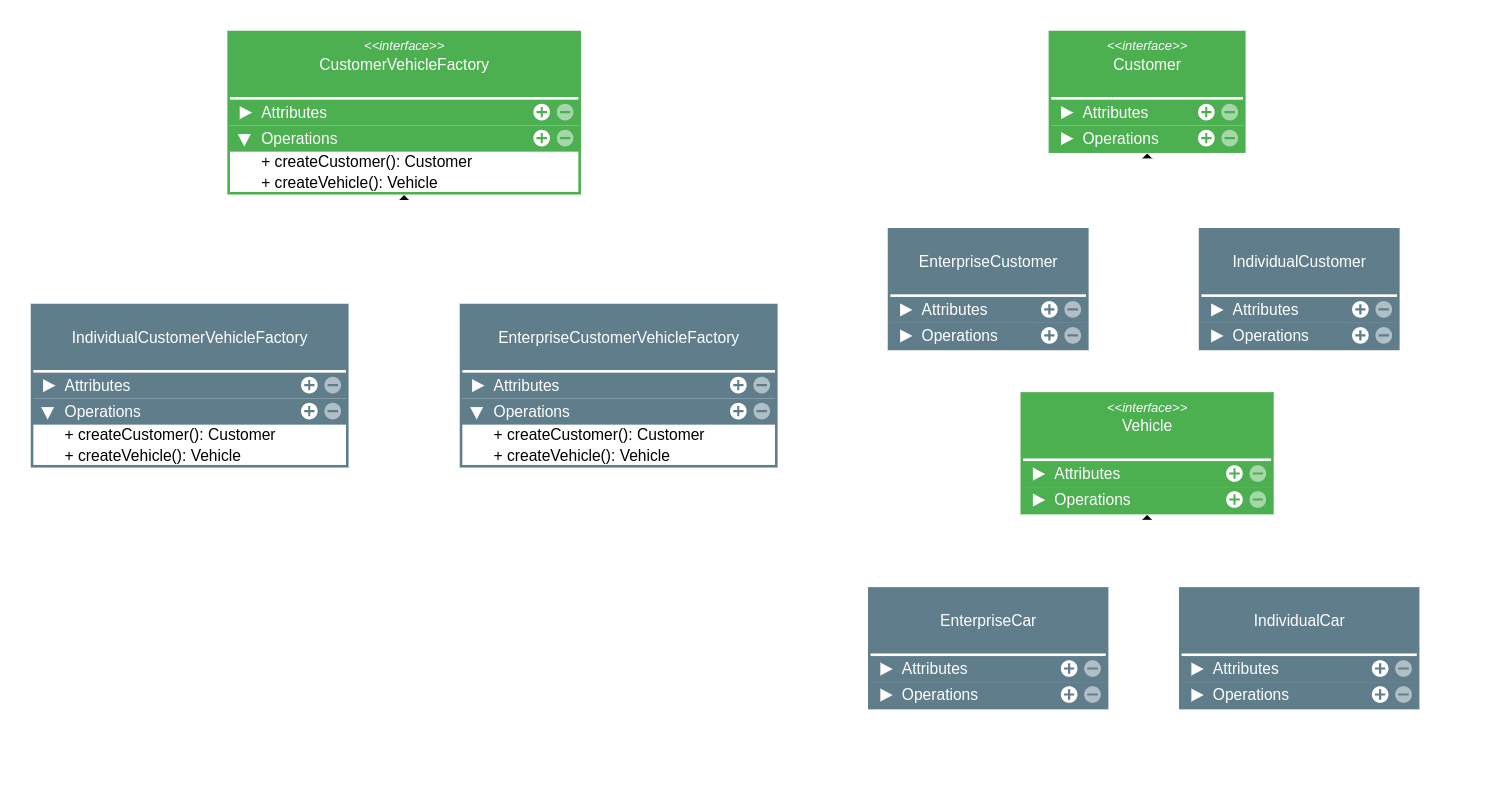 <<interface>>
CustomerVehicleFactory
Attributes
Operations
+ createCustomer(): Customer
+ createVehicle(): Vehicle
<<interface>>
Customer
Attributes
Operations
EnterpriseCustomer
Attributes
Operations
IndividualCustomer
Attributes
Operations
IndividualCustomerVehicleFactory
Attributes
Operations
+ createCustomer(): Customer
+ createVehicle(): Vehicle
EnterpriseCustomerVehicleFactory
Attributes
Operations
+ createCustomer(): Customer
+ createVehicle(): Vehicle
<<interface>>
Vehicle
Attributes
Operations
EnterpriseCar
Attributes
Operations
IndividualCar
Attributes
Operations